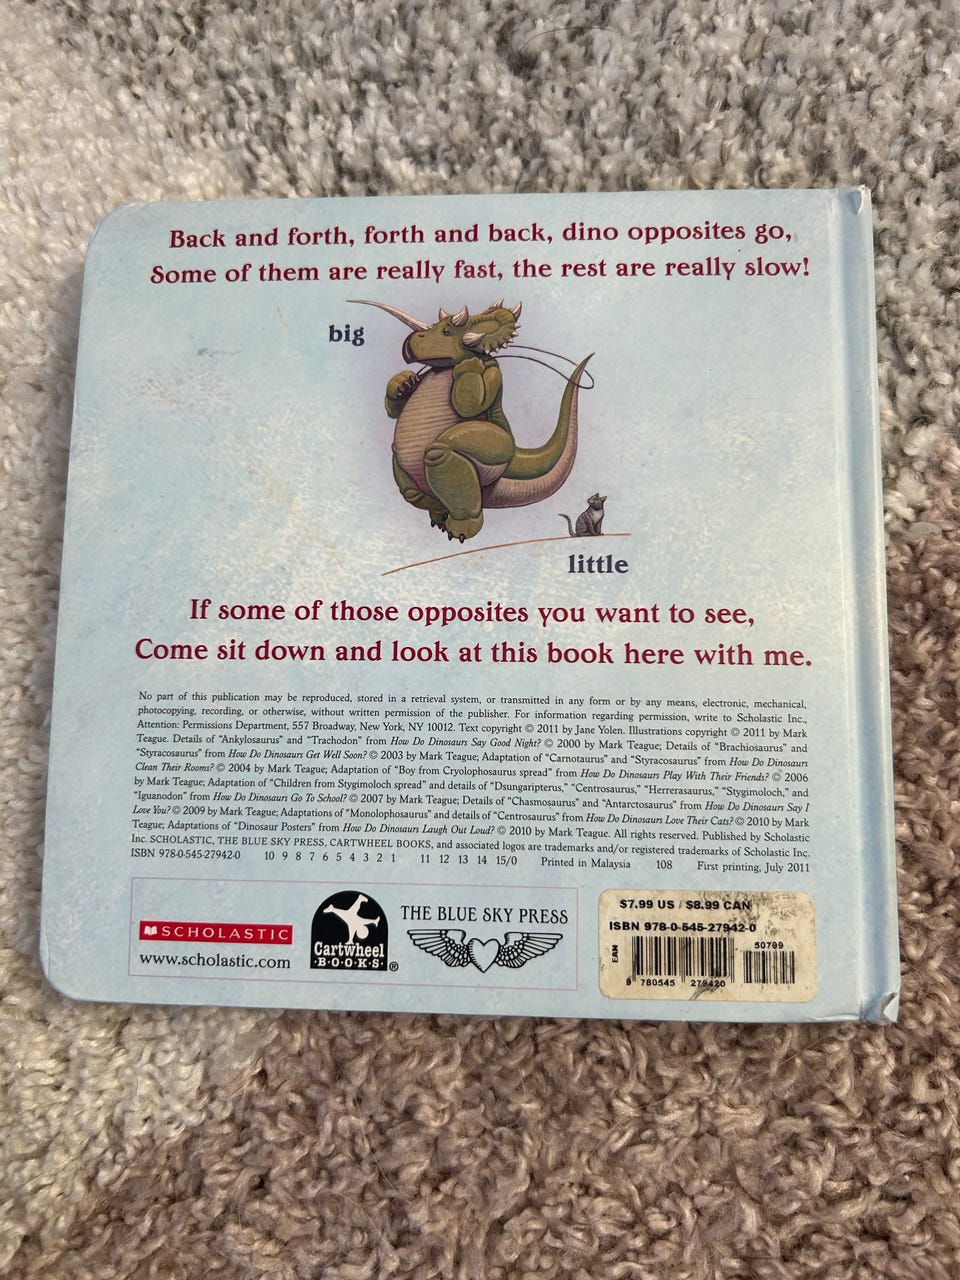 Back and forth, forth and back, dino opposites go,
Some of them are really fast, the rest are really slow!
big
little
If some of those opposites you want to see,
Come sit down and look at this book here with me.
No part of this publication may be reproduced, stored in a retrieval system, or transmitted in any form or by any means, electronic, mechanical,
photocopying, recording, or otherwise, without written permission of the publisher. For information regarding permission, write to Scholastic Inc.,
Attention: Permissions Department, 557 Broadway, New York, NY 10012. Text copyright © 2011 by Jane Yolen. Illustrations copyright © 2011 by Mark
Teague. Details of "Ankylosaurus" and "Trachodon" from How Do Dinosaurs Say Good Night? © 2000 by Mark Teague; Details of "Brachiosaurus" and
"Styracosaurus" from How Do Dinosaurs Get Well Soon? © 2003 by Mark Teague; Adaptation of "Carnotaurus" and "Styracosaurus" from How Do Dinosaurs
Clean Their Rooms? © 2004 by Mark Teague; Adaptation of "Boy from Cryolophosaurus spread" from How Do Dinosaurs Play With Their Friends? © 2006
by Mark Teague; Adaptation of "Children from Stygimoloch spread" and details of "Dsungaripterus," "Centrosaurus," "Herrerasaurus," "Stygimoloch," and
"Iguanodon" from How Do Dinosaurs Go To School? © 2007 by Mark Teague; Details of "Chasmosaurus" and "Antarctosaurus" from How Do Dinosaurs Say I
Love You? © 2009 by Mark Teague; Adaptations of "Monolophosaurus" and details of "Centrosaurus" from How Do Dinosaurs Love Their Cats? © 2010 by Mark
Teague; Adaptations of "Dinosaur Posters" from How Do Dinosaurs Laugh Out Loud? © 2010 by Mark Teague. All rights reserved. Published by Scholastic
Inc. SCHOLASTIC, THE BLUE SKY PRESS, CARTWHEEL BOOKS, and associated logos are trademarks and/or registered trademarks of Scholastic Inc.
ISBN 978-0-545-27942-0 10 9 8 7 6 5 4 3 2 1 11 12 13 14 15/0 Printed in Malaysia 108 First printing, July 2011
SCHOLASTIC
www.scholastic.com
Cartwheel
·BOOKS· ®
THE BLUE SKY PRESS
$7.99 US / $8.99 CAN
ISBN 978-0-545-27942-0
EAN
50799
9 780545 279420